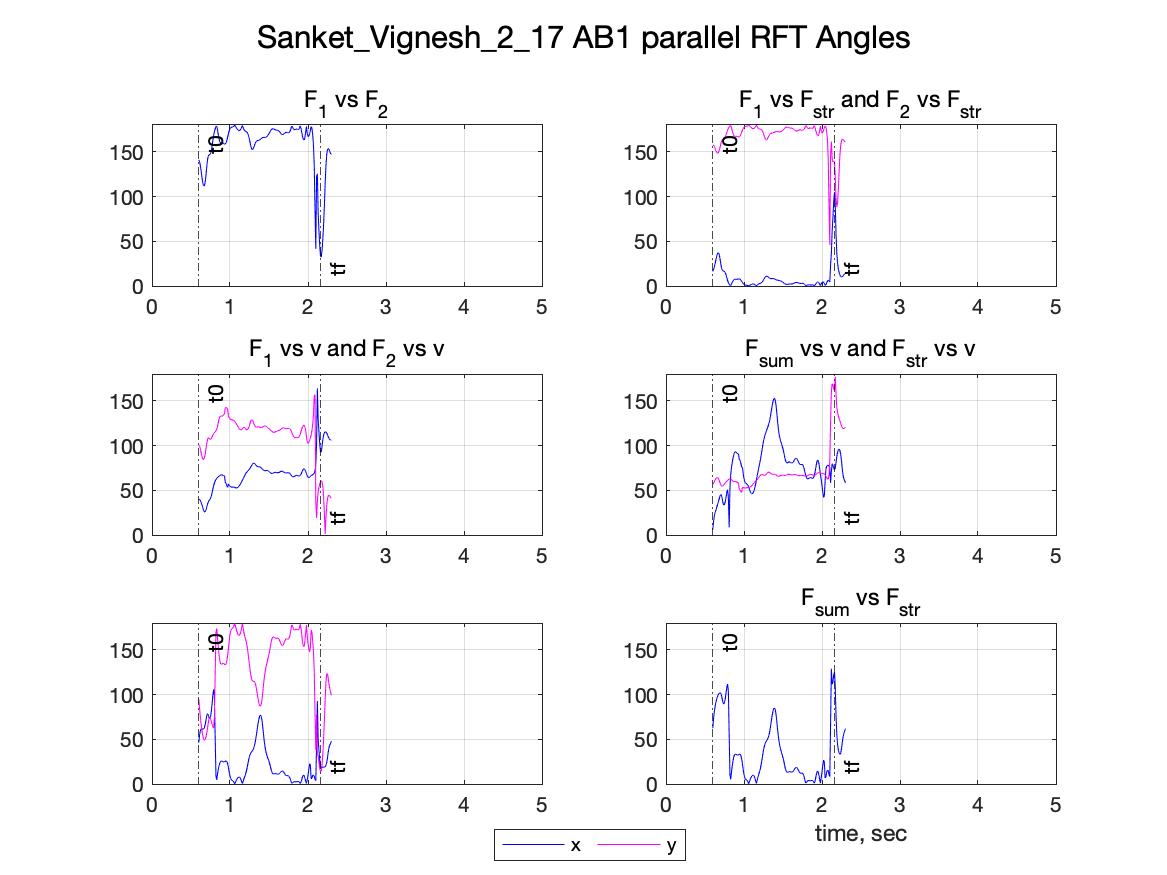 Sanket_Vignesh_2_17 AB1 parallel RFT Angles
F1 vs F2
t0
tf
150
100
50
0
0 1 2 3 4 5
F1 vs Fstr and F2 vs Fstr
t0
tf
150
100
50
0
0 1 2 3 4 5
F1 vs v and F2 vs v
t0
tf
150
100
50
0
0 1 2 3 4 5
Fsum vs v and Fstr vs v
t0
tf
150
100
50
0
0 1 2 3 4 5
t0
tf
150
100
50
0
0 1 2 3 4 5
Fsum vs Fstr
t0
tf
150
100
50
0
0 1 2 3 4 5
time, sec
x y